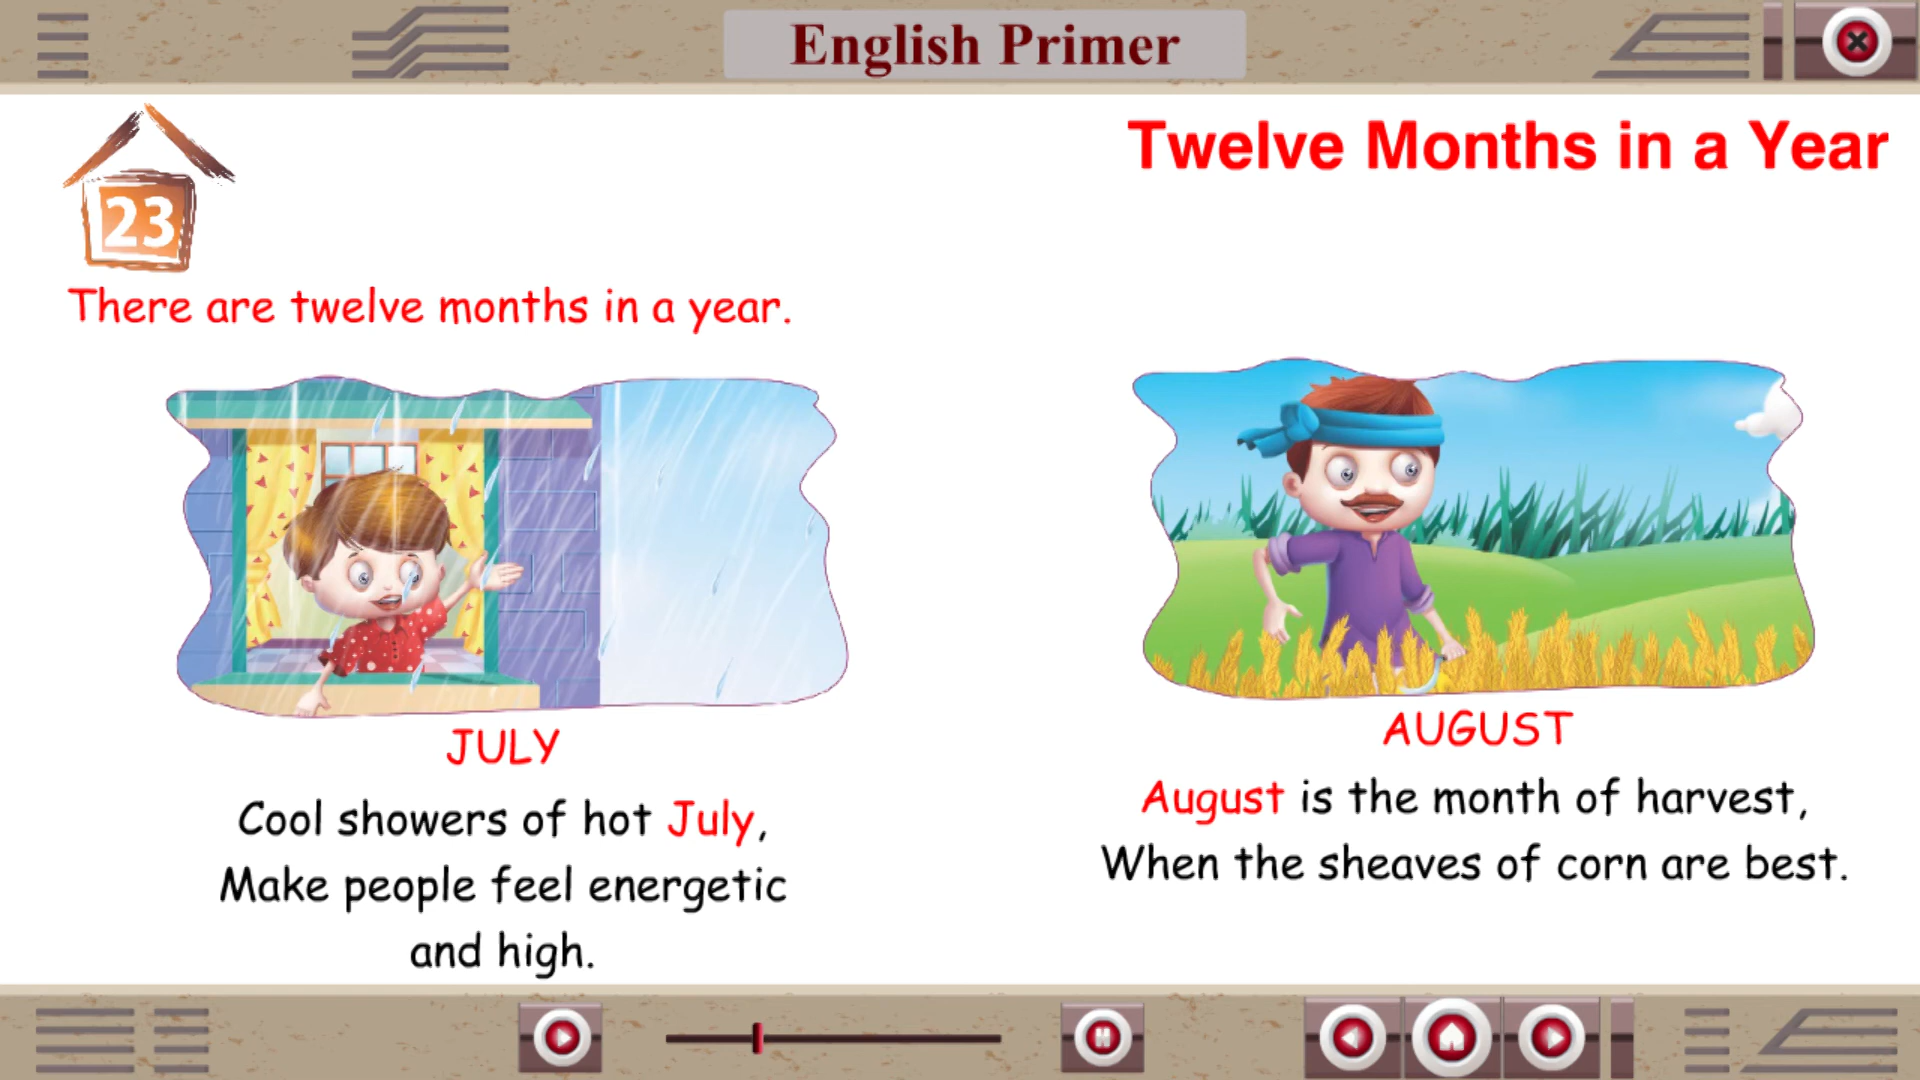 English Primer
Twelve Months in a Year
23
There are twelve months in a year.
JULY
Cool showers of hot July,
Make people feel energetic
and high.
AUGUST
August is the month of harvest,
When the sheaves of corn are best.